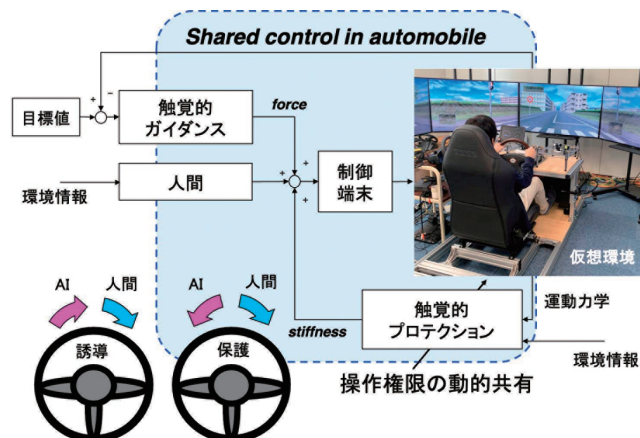 Shared control in automobile
目標値
触覚的
ガイダンス
force
環境情報
人間
制御
端末
仮想環境
AI
人間
誘導
AI
人間
保護
stiffness
触覚的
プロテクション
運動力学
環境情報
操作権限の動的共有